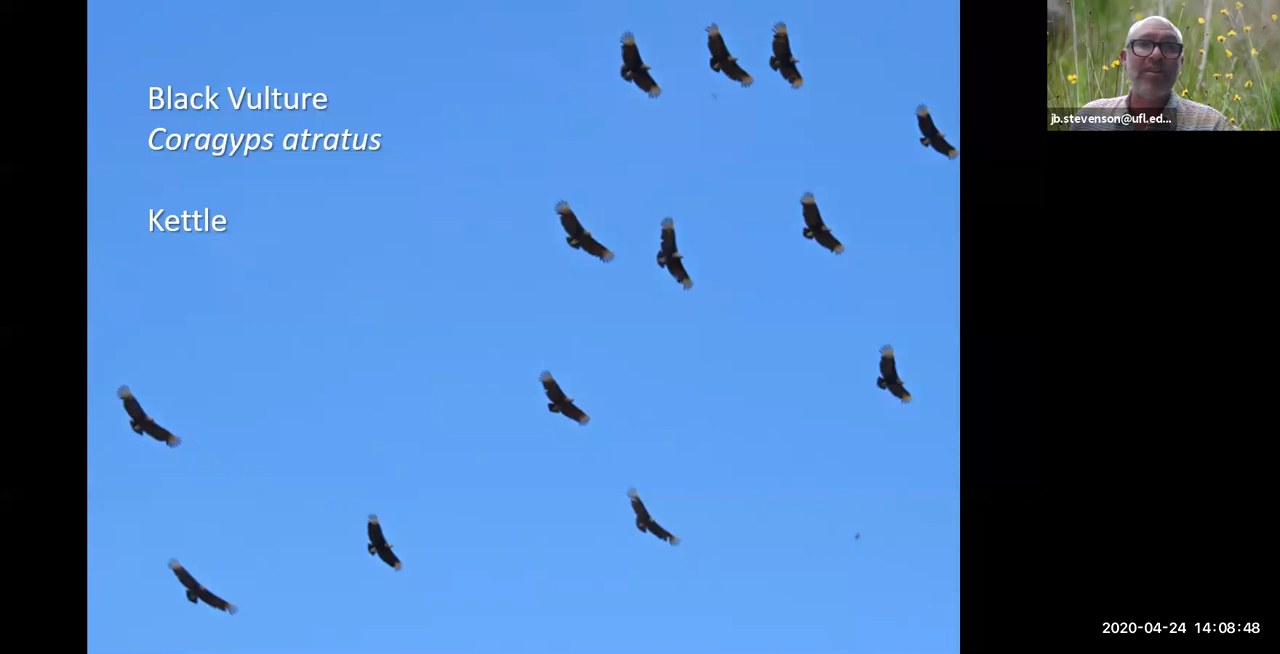 Black Vulture
Coragyps atratus
Kettle
jb.stevenson@ufl.ed...
2020-04-24 14:08:48